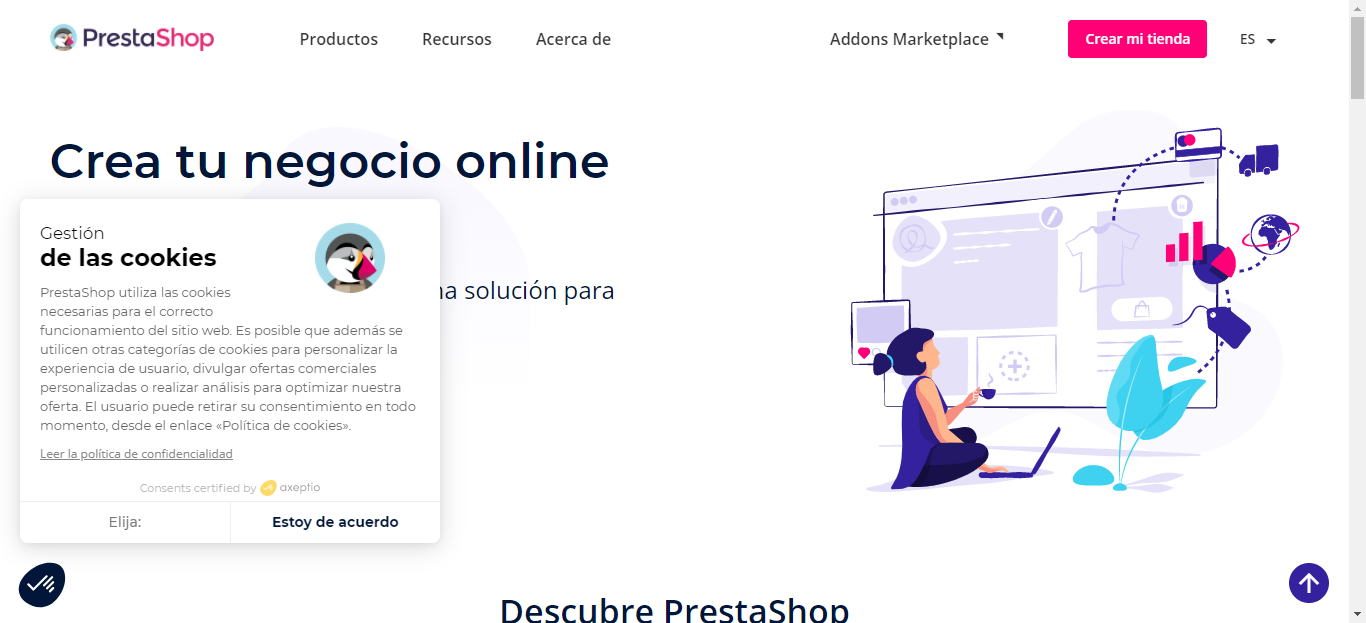 PrestaShop
Productos
Recursos
Acerca de
Addons Marketplace
Crear mi tienda
ES
Crea tu negocio online
solución para
Gestión
de las cookies
PrestaShop utiliza las cookies
necesarias para el correcto
funcionamiento del sitio web. Es posible que además se
utilicen otras categorías de cookies para personalizar la
experiencia de usuario, divulgar ofertas comerciales
personalizadas o realizar análisis para optimizar nuestra
oferta. El usuario puede retirar su consentimiento en todo
momento, desde el enlace «Política de cookies».
Leer la política de confidencialidad
Consents certified by axeptio
Elija:
Estoy de acuerdo
Descubre PrestaShop